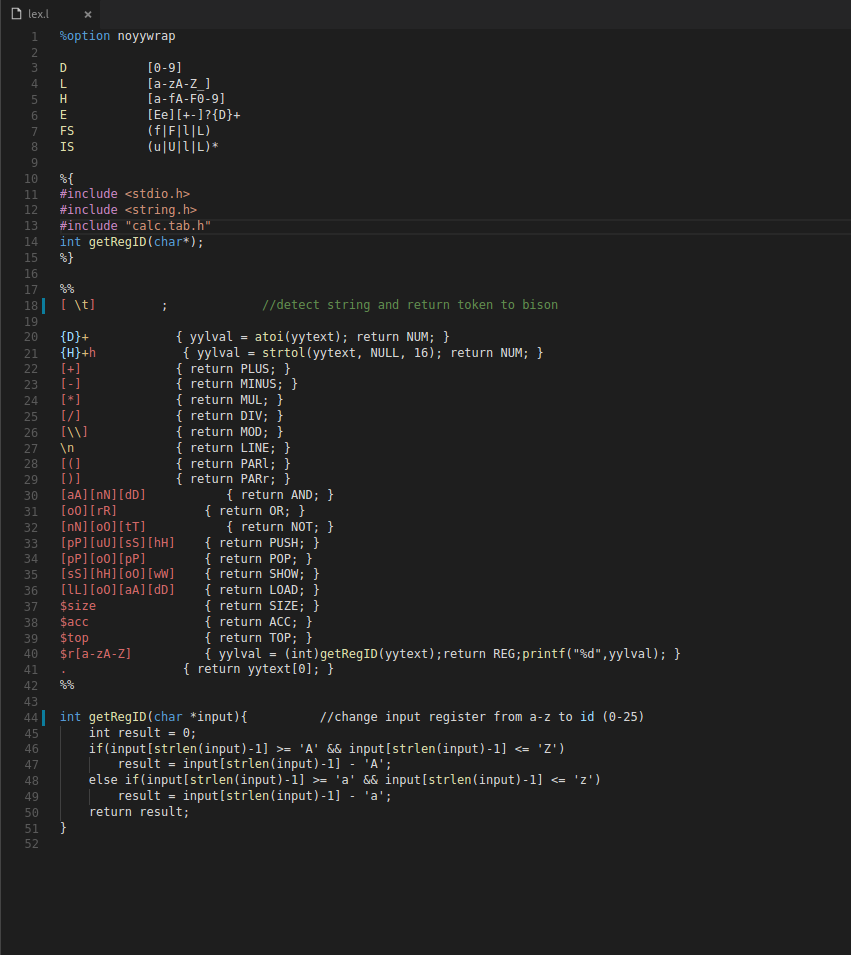 lex.l ×
1 %option noyywrap
2
3 D           [0-9]
4 L           [a-zA-Z_]
5 H           [a-fA-F0-9]
6 E           [Ee][+-]?{D}+
7 FS          (f|F|l|L)
8 IS          (u|U|l|L)*
9
10 %{
11 #include <stdio.h>
12 #include <string.h>
13 #include "calc.tab.h"
14 int getRegID(char*);
15 %}
16
17 %%
18 [ \t]         ;             //detect string and return token to bison
19
20 {D}+            { yylval = atoi(yytext); return NUM; }
21 {H}+h            { yylval = strtol(yytext, NULL, 16); return NUM; }
22 [+]             { return PLUS; }
23 [-]             { return MINUS; }
24 [*]             { return MUL; }
25 [/]             { return DIV; }
26 [\\]            { return MOD; }
27 \n              { return LINE; }
28 [(]             { return PARl; }
29 [)]             { return PARr; }
30 [aA][nN][dD]           { return AND; }
31 [oO][rR]            { return OR; }
32 [nN][oO][tT]           { return NOT; }
33 [pP][uU][sS][hH]    { return PUSH; }
34 [pP][oO][pP]        { return POP; }
35 [sS][hH][oO][wW]    { return SHOW; }
36 [lL][oO][aA][dD]    { return LOAD; }
37 $size               { return SIZE; }
38 $acc                { return ACC; }
39 $top                { return TOP; }
40 $r[a-zA-Z]          { yylval = (int)getRegID(yytext);return REG;printf("%d",yylval); }
41 .                { return yytext[0]; }
42 %%
43
44 int getRegID(char *input){          //change input register from a-z to id (0-25)
45     int result = 0;
46     if(input[strlen(input)-1] >= 'A' && input[strlen(input)-1] <= 'Z')
47         result = input[strlen(input)-1] - 'A';
48     else if(input[strlen(input)-1] >= 'a' && input[strlen(input)-1] <= 'z')
49         result = input[strlen(input)-1] - 'a';
50     return result;
51 }
52